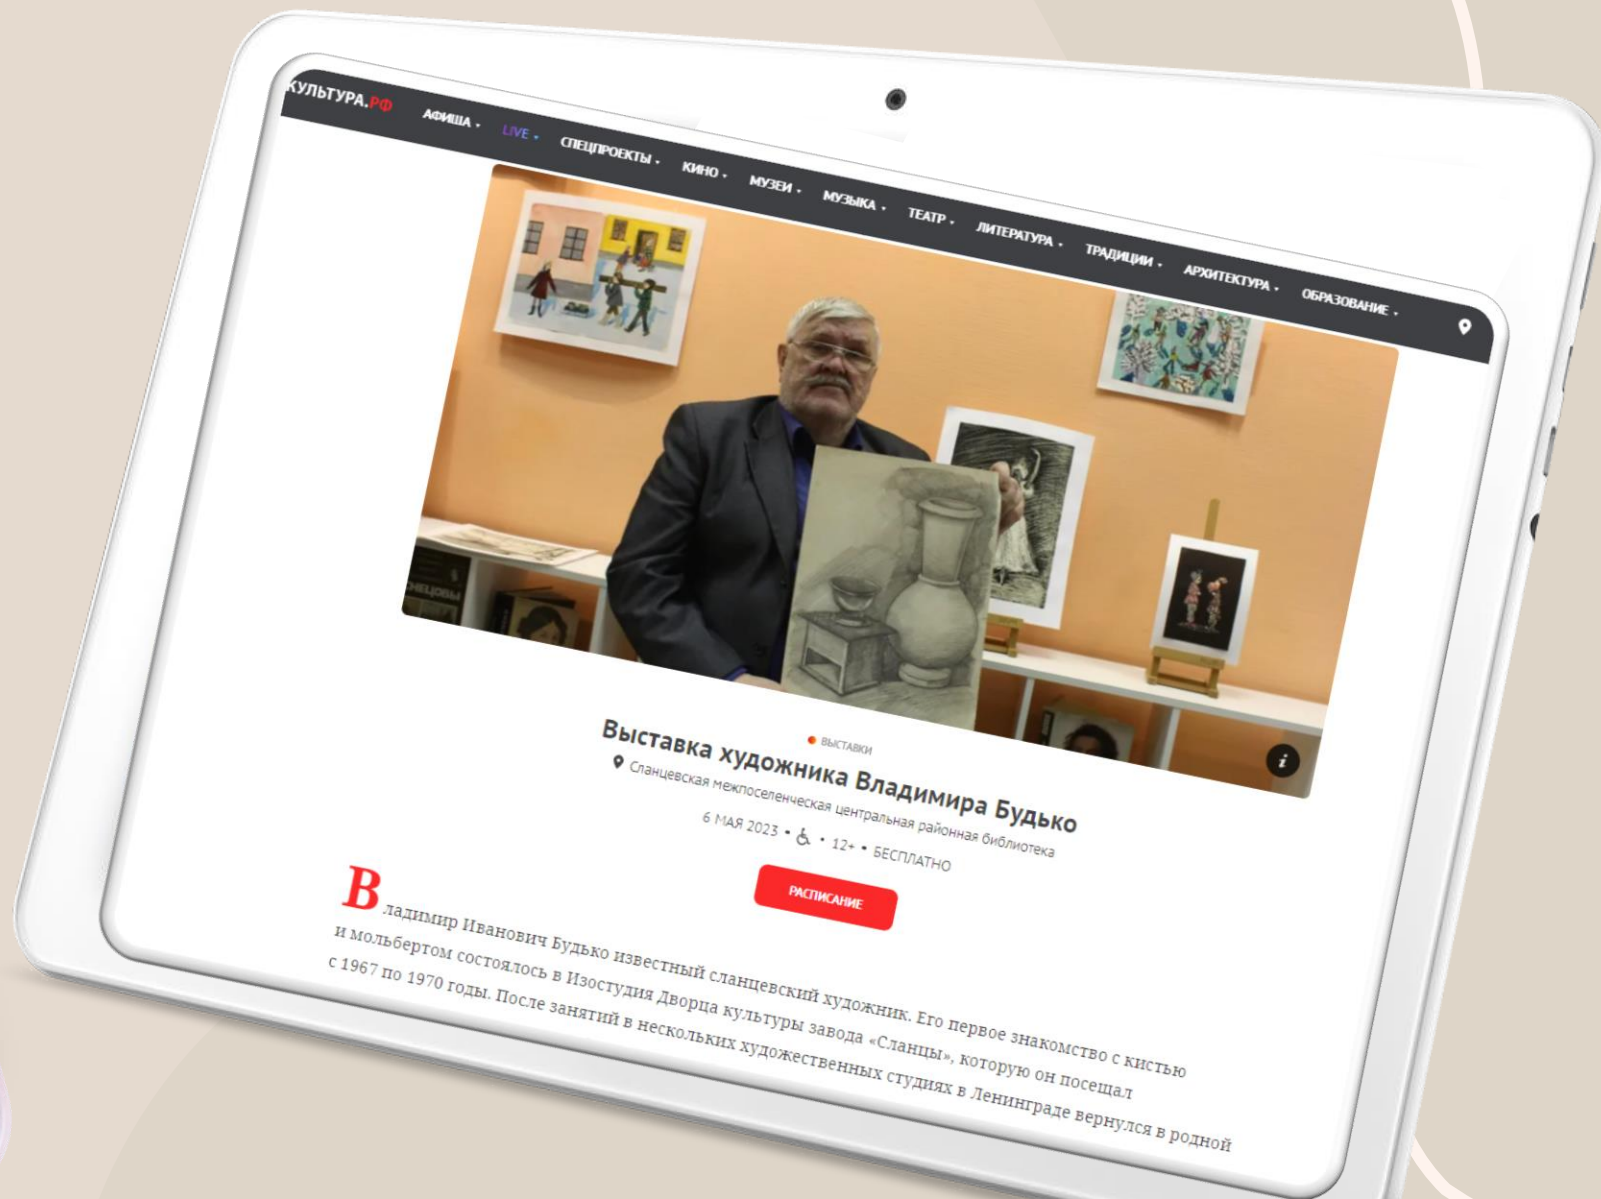 КУЛЬТУРА.РФ
АФИША
LIVE
СПЕЦПРОЕКТЫ
КИНО
МУЗЕИ
МУЗЫКА
ТЕАТР
ЛИТЕРАТУРА
ТРАДИЦИИ
АРХИТЕКТУРА
ОБРАЗОВАНИЕ
ВЫСТАВКИ
Выставка художника Владимира Будько
Сланцевская межпоселенческая центральная районная библиотека
6 МАЯ 2023 • • 12+ • БЕСПЛАТНО
РАСПИСАНИЕ
Владимир Иванович Будько известный сланцевский художник. Его первое знакомство с кистью
и мольбертом состоялось в Изостудия Дворца культуры завода «Сланцы», которую он посещал
с 1967 по 1970 годы. После занятий в нескольких художественных студиях в Ленинграде вернулся в родной